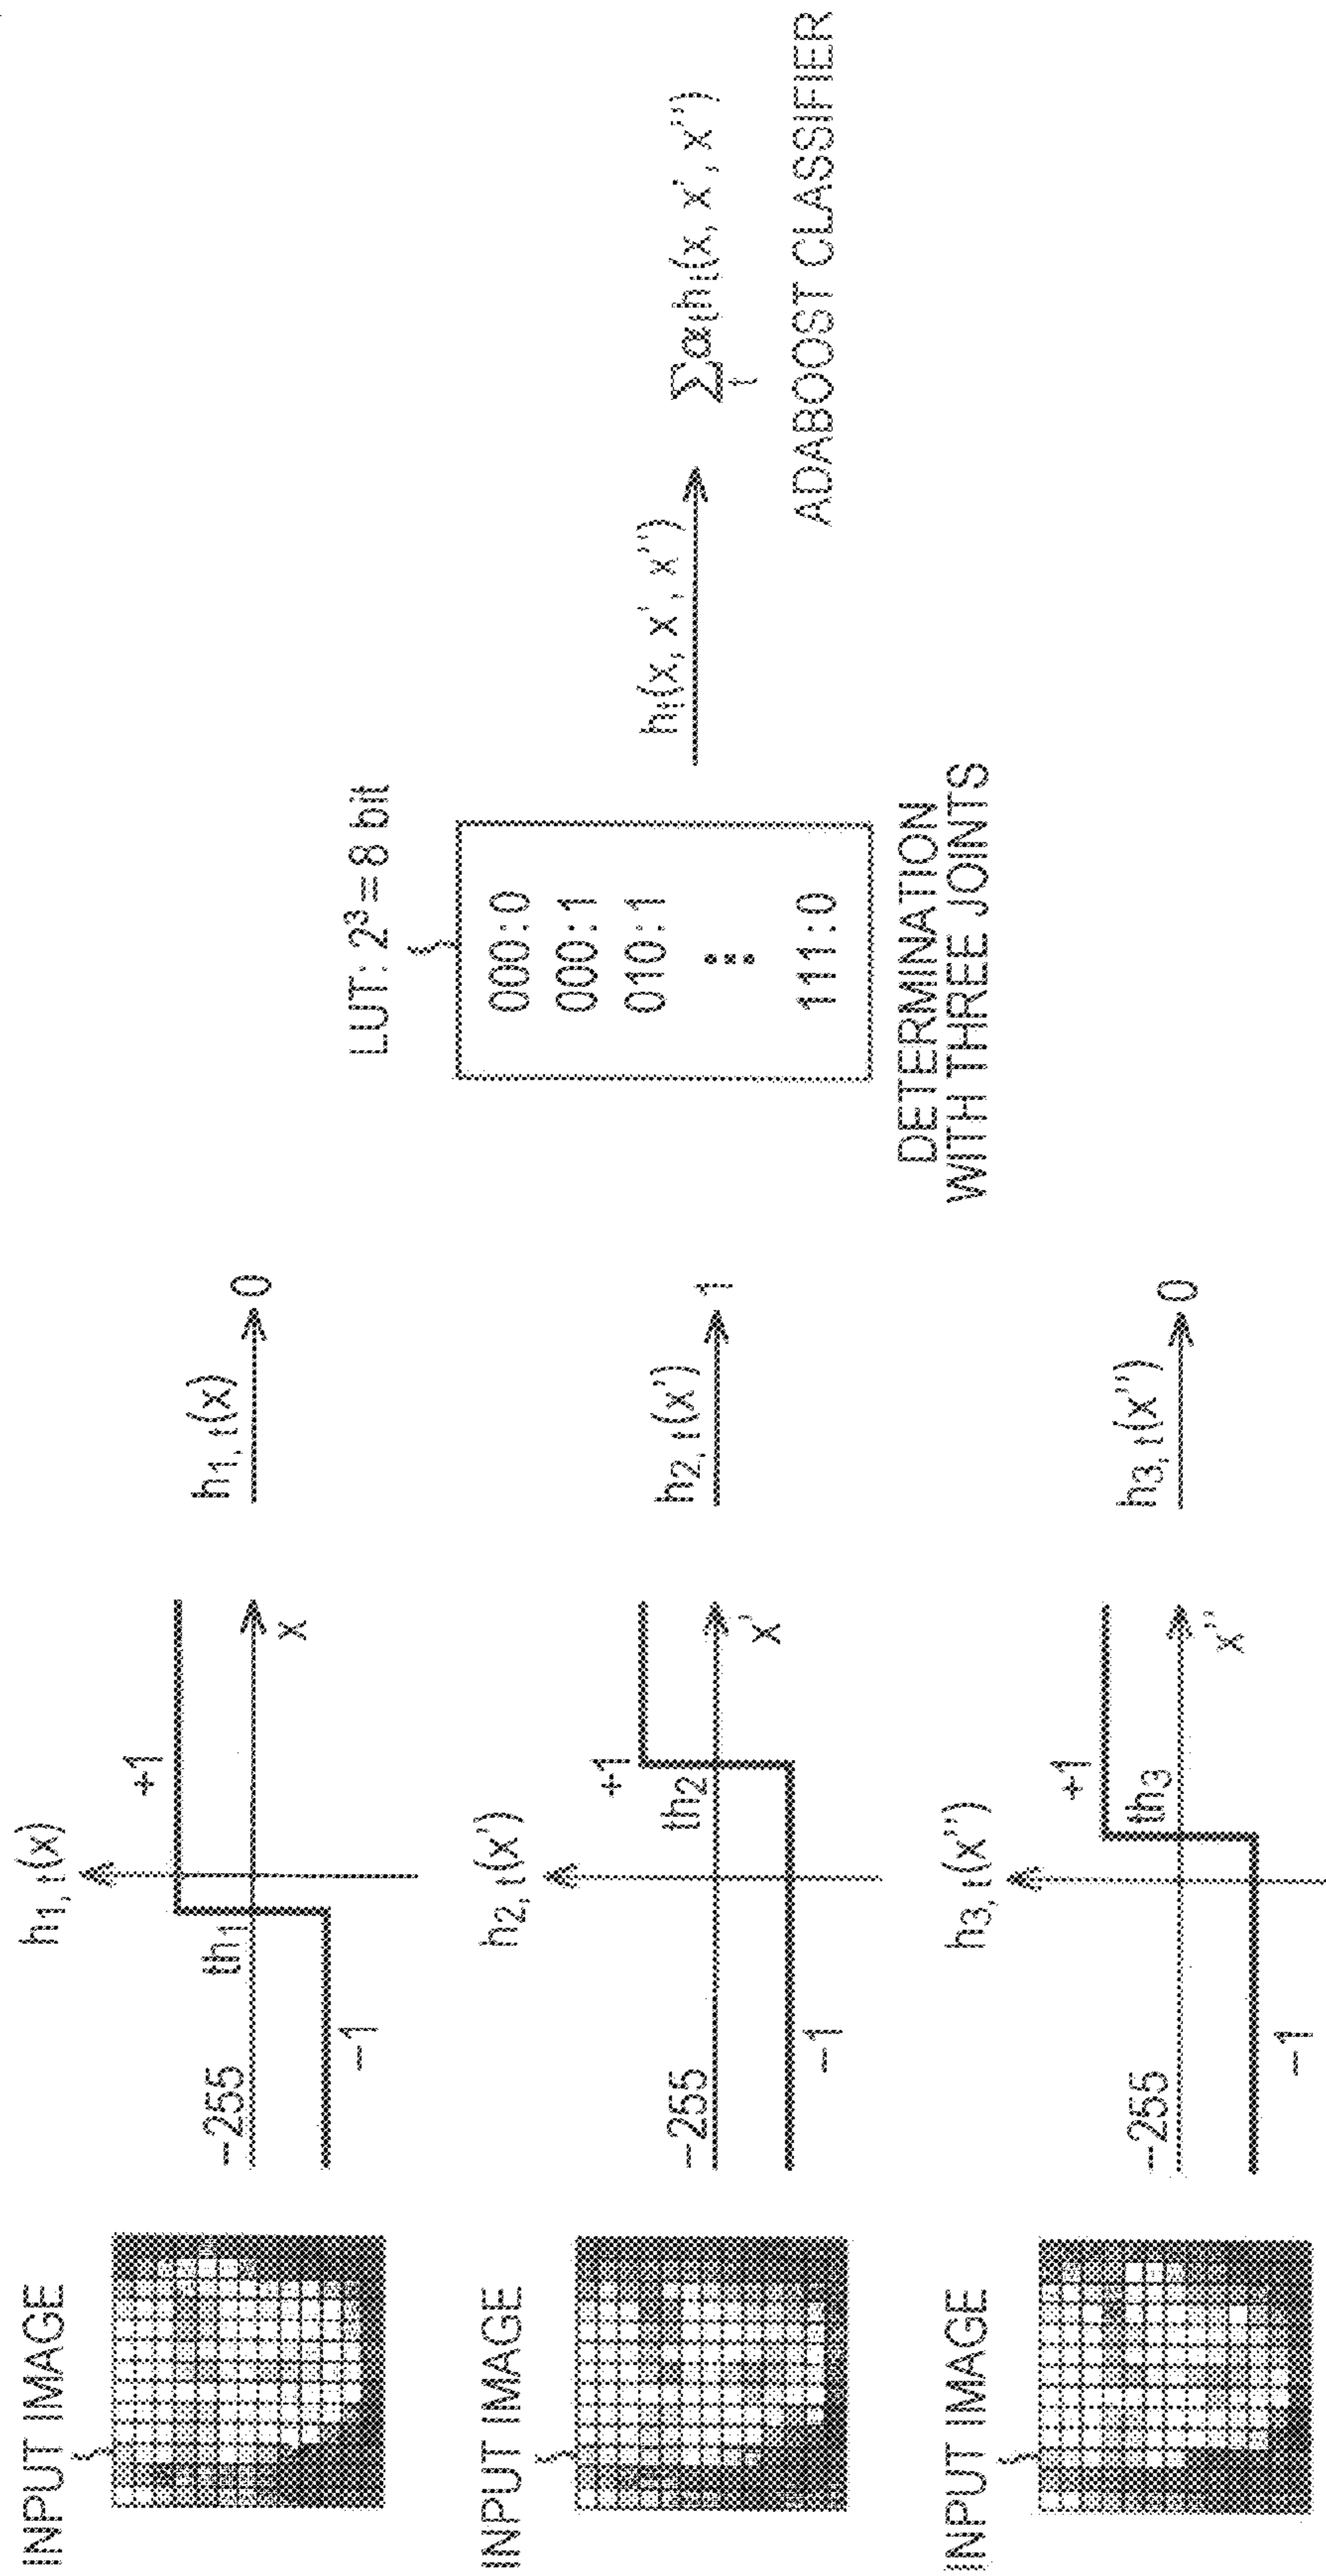 INPUT IMAGE
h1, t(x)
-255
th1
+1
-1
x
h1, t(x)
0
INPUT IMAGE
h2, t(x')
-255
th2
+1
-1
x'
h2, t(x')
1
INPUT IMAGE
h3, t(x'')
-255
th3
+1
-1
x''
h3, t(x'')
0
LUT: 2³=8 bit
000:0
000:1
010:1
⋮
111:0
DETERMINATION
WITH THREE JOINTS
ht(x, x', x'')
∑αtht(x, x', x'')
t
ADABOOST CLASSIFIER